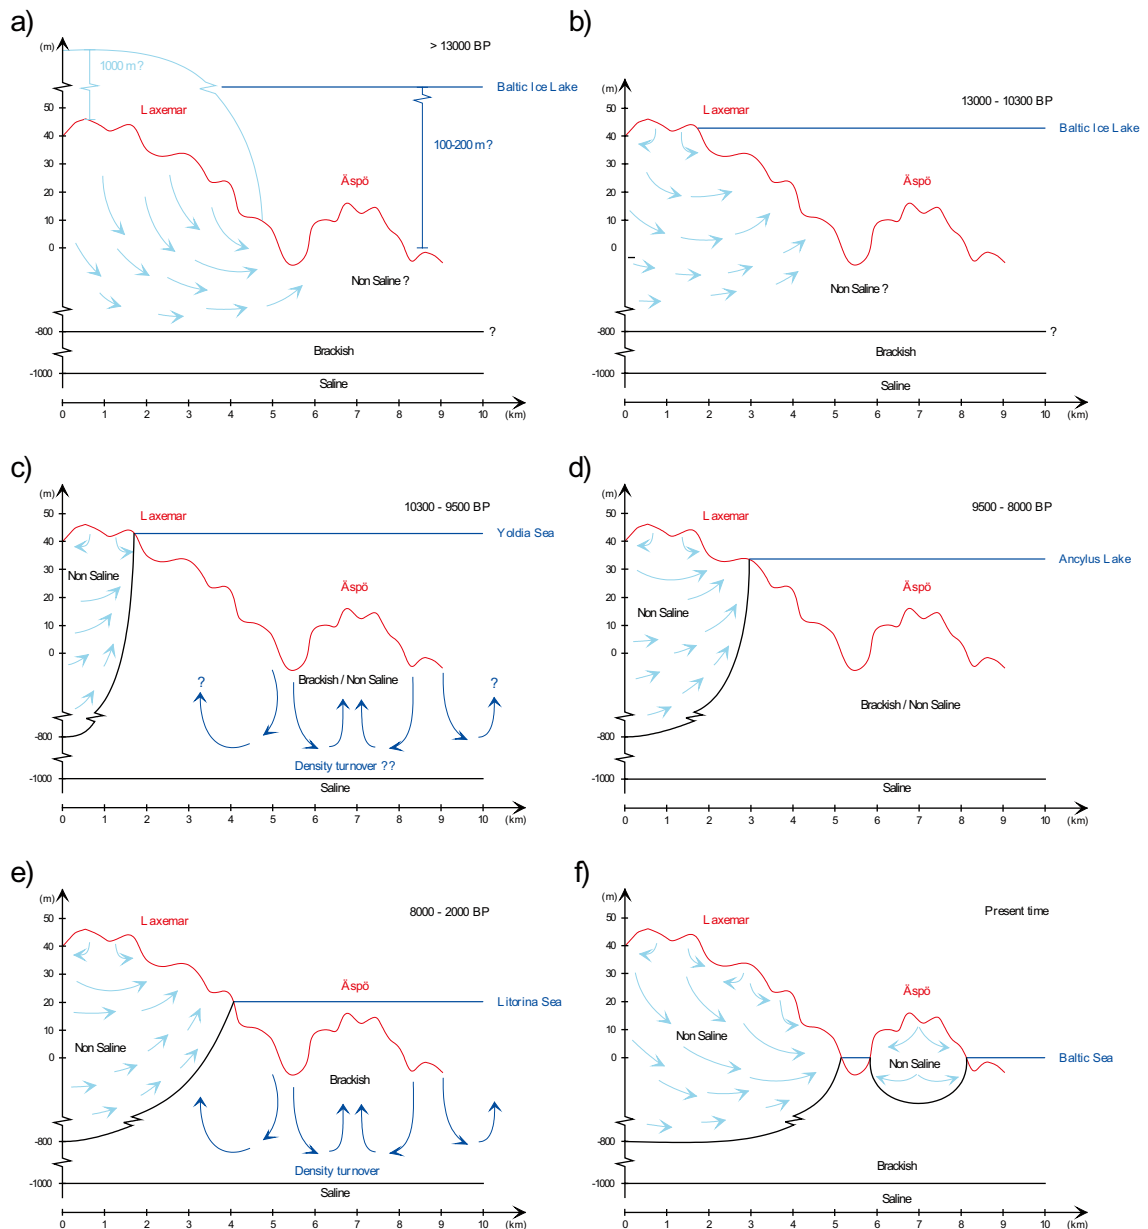 a)
(m)
> 13000 BP
1000 m?
Baltic Ice Lake
50
Laxemar
40
100-200 m?
30
20
Äspö
10
0
Non Saline ?
-800
?
Brackish
-1000
Saline
0 1 2 3 4 5 6 7 8 9 10
(km)
b)
(m)
13000 - 10300 BP
50
Laxemar
40
Baltic Ice Lake
30
20
Äspö
10
0
Non Saline ?
-800
?
Brackish
-1000
Saline
0 1 2 3 4 5 6 7 8 9 10
(km)
c)
(m)
10300 - 9500 BP
50
Laxemar
40
Yoldia Sea
30
Non Saline
20
Äspö
10
0
Brackish / Non Saline
? ?
-800
Density turnover ??
-1000
Saline
0 1 2 3 4 5 6 7 8 9 10
(km)
d)
(m)
9500 - 8000 BP
50
Laxemar
40
Ancylus Lake
30
20
Äspö
Non Saline
10
0
Brackish / Non Saline
-800
-1000
Saline
0 1 2 3 4 5 6 7 8 9 10
(km)
e)
(m)
8000 - 2000 BP
50
Laxemar
40
30
20
Äspö
Litorina Sea
10
Non Saline
0
Brackish
-800
Density turnover
-1000
Saline
0 1 2 3 4 5 6 7 8 9 10
(km)
f)
(m)
Present time
50
Laxemar
40
30
20
Äspö
10
Non Saline
0
Non Saline
Baltic Sea
-800
Brackish
-1000
Saline
0 1 2 3 4 5 6 7 8 9 10
(km)